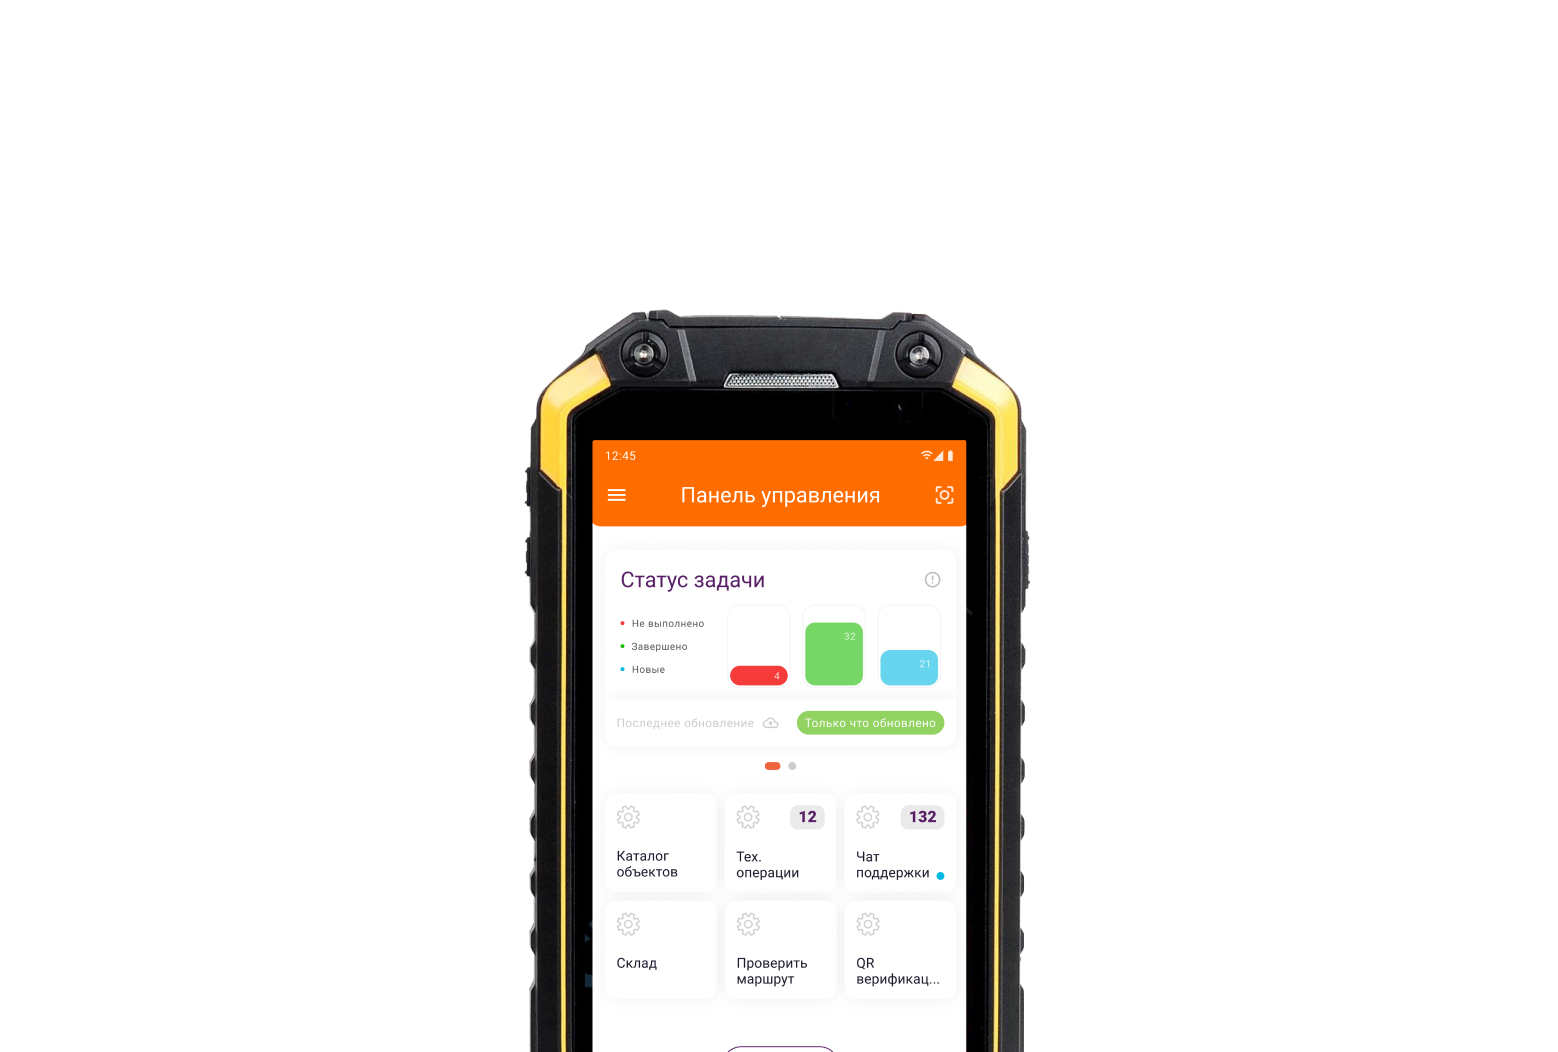 12:45
Панель управления
Статус задачи
Не выполнено
Завершено
Новые
4
32
21
Последнее обновление
Только что обновлено
Каталог
объектов
12
Тех.
операции
132
Чат
поддержки
Склад
Проверить
маршрут
QR
верификац...